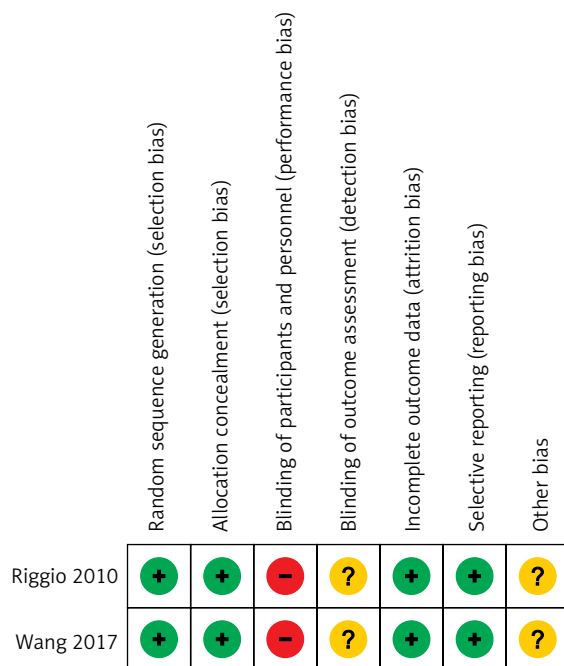 Random sequence generation (selection bias)
Allocation concealment (selection bias)
Blinding of participants and personnel (performance bias)
Blinding of outcome assessment (detection bias)
Incomplete outcome data (attrition bias)
Selective reporting (reporting bias)
Other bias
Riggio 2010 + + – ? + + ?
Wang 2017 + + – ? + + ?